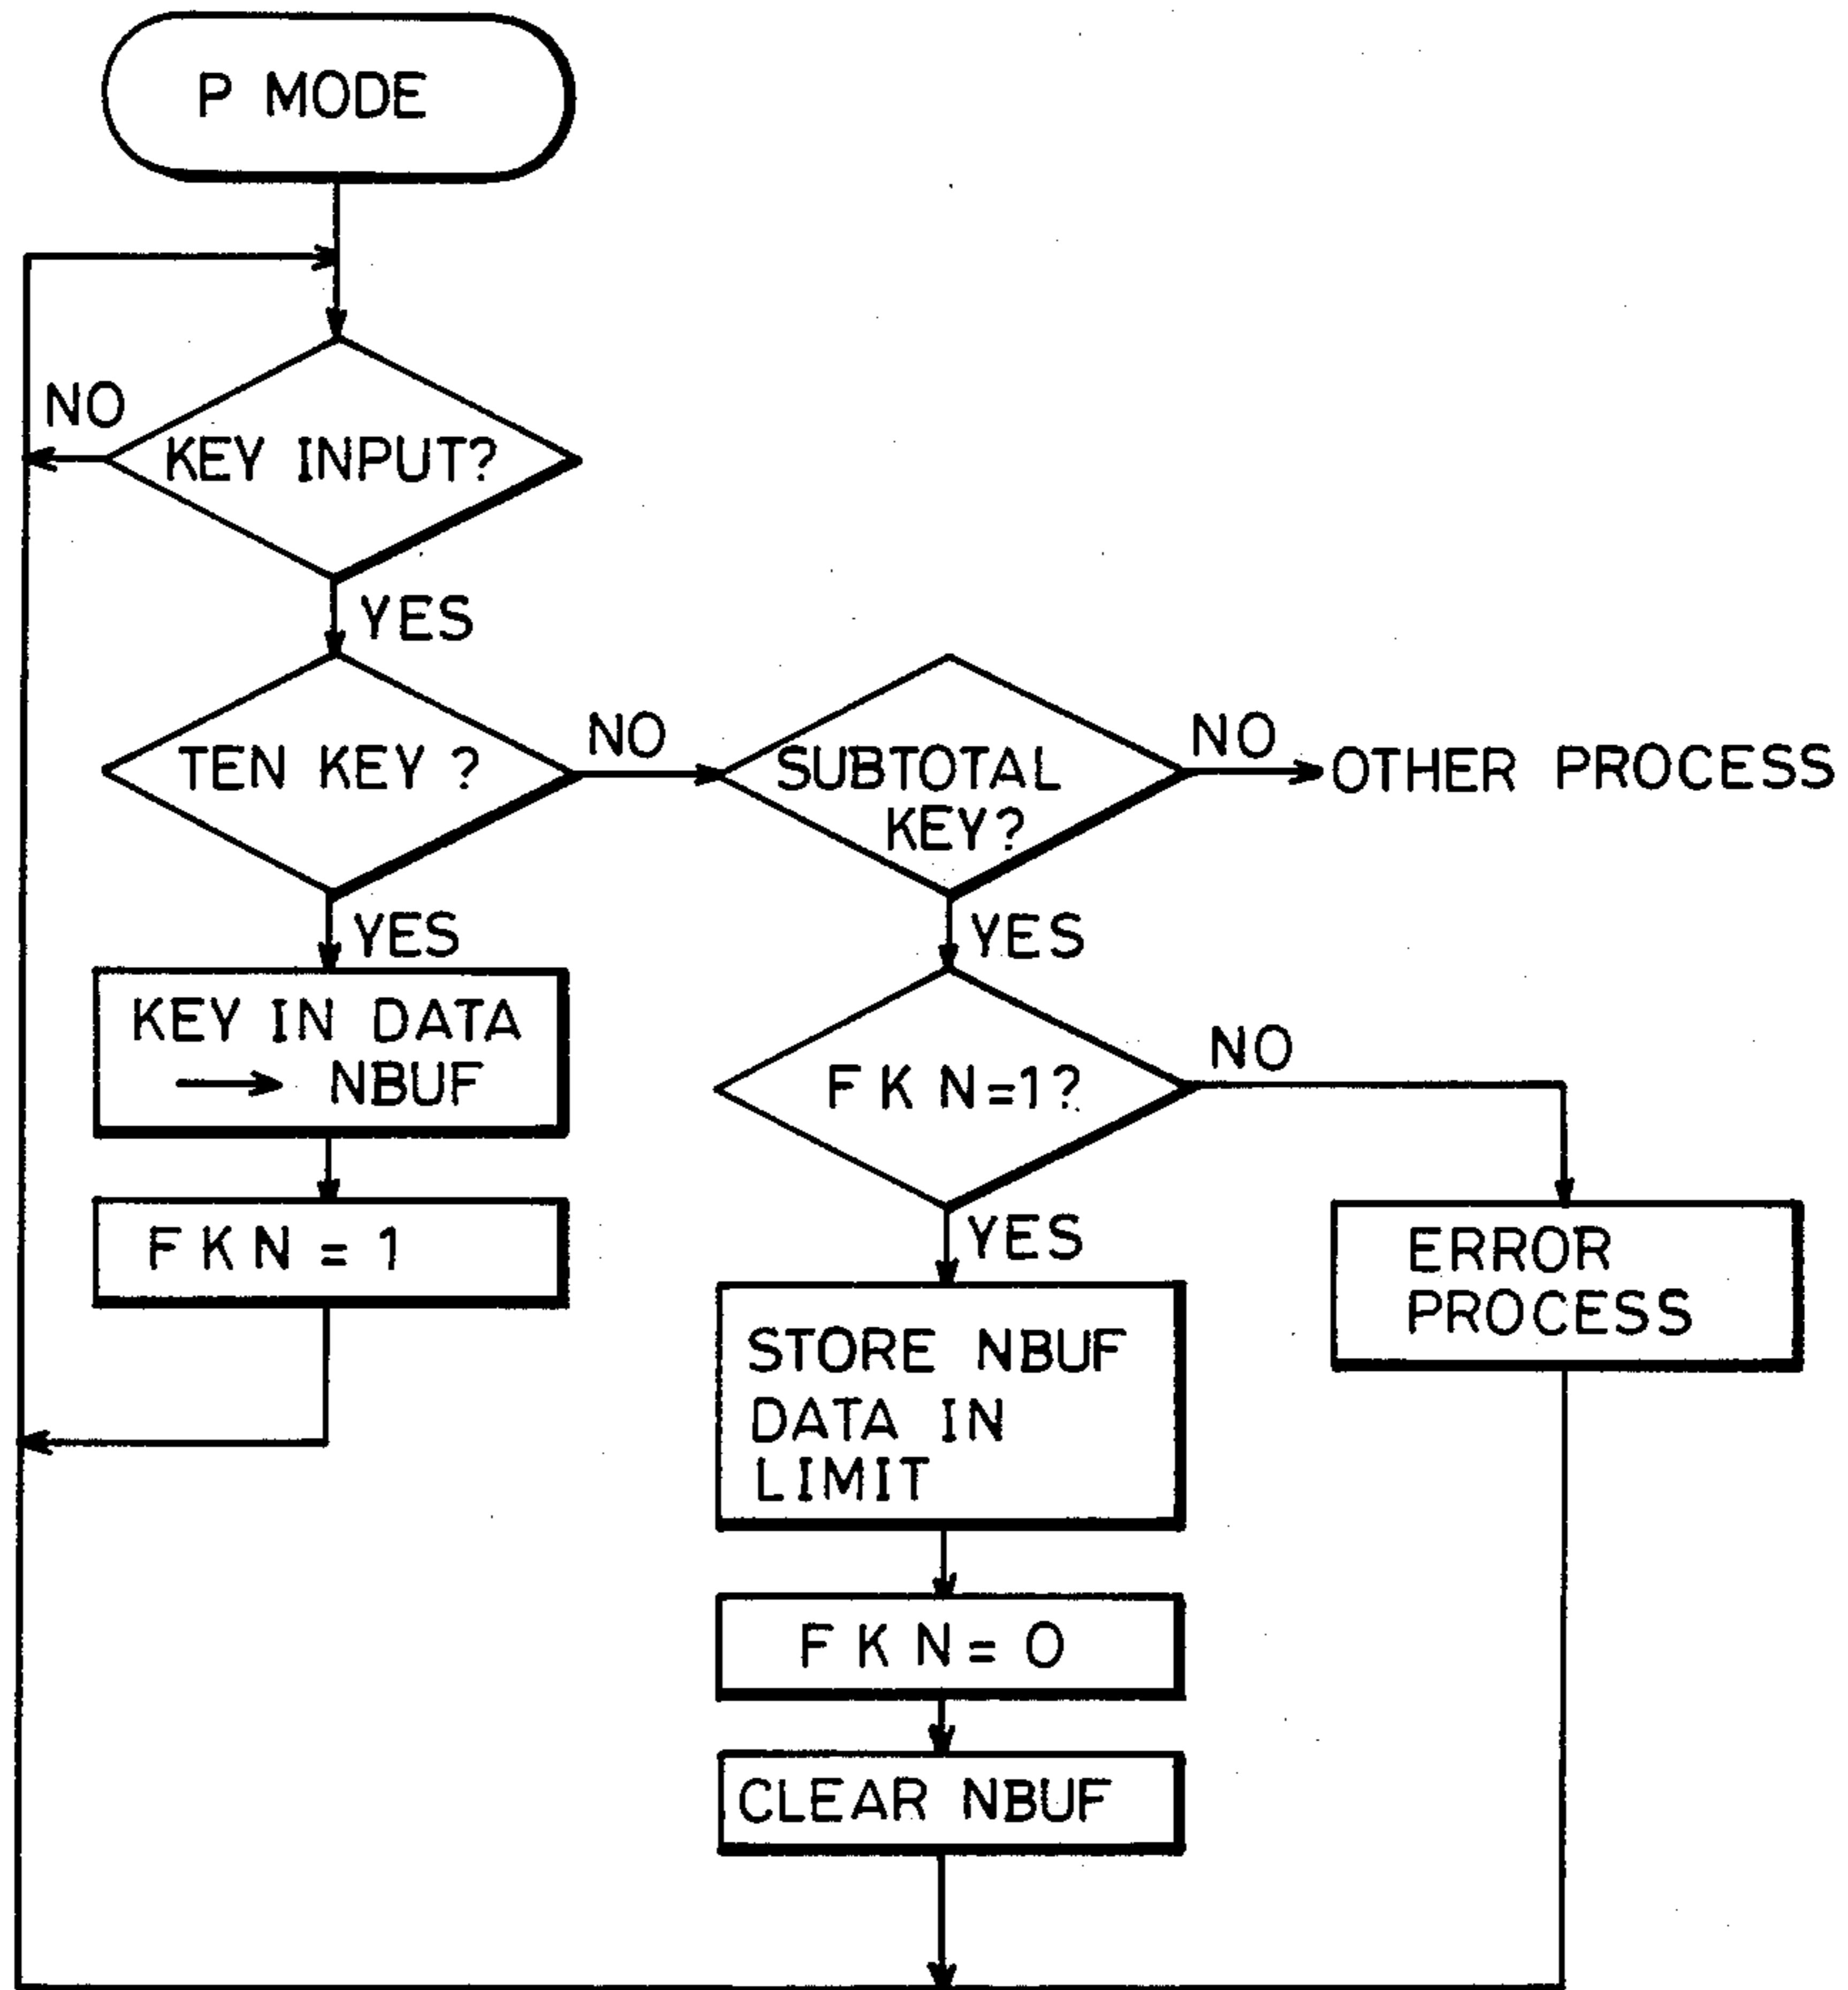 P MODE
NO
KEY INPUT?
YES
TEN KEY ?
NO
SUBTOTAL
KEY?
NO
OTHER PROCESS
YES
KEY IN DATA
→ NBUF
YES
F K N=1?
NO
F K N = 1
YES
ERROR
PROCESS
STORE NBUF
DATA IN
LIMIT
F K N= 0
CLEAR NBUF